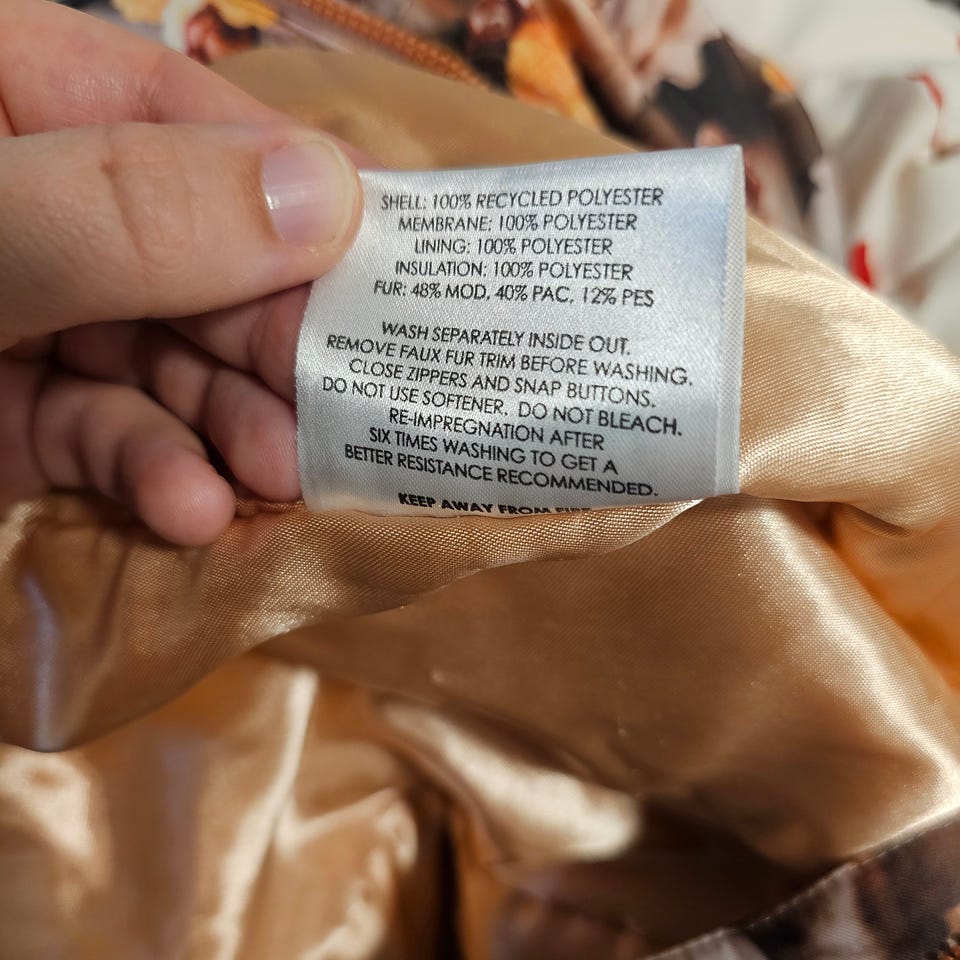 SHELL: 100% RECYCLED POLYESTER
MEMBRANE: 100% POLYESTER
LINING: 100% POLYESTER
INSULATION: 100% POLYESTER
FUR: 48% MOD, 40% PAC, 12% PES
WASH SEPARATELY INSIDE OUT.
REMOVE FAUX FUR TRIM BEFORE WASHING.
CLOSE ZIPPERS AND SNAP BUTTONS.
DO NOT USE SOFTENER. DO NOT BLEACH.
RE-IMPREGNATION AFTER
SIX TIMES WASHING TO GET A
BETTER RESISTANCE RECOMMENDED.
KEEP AWAY FROM